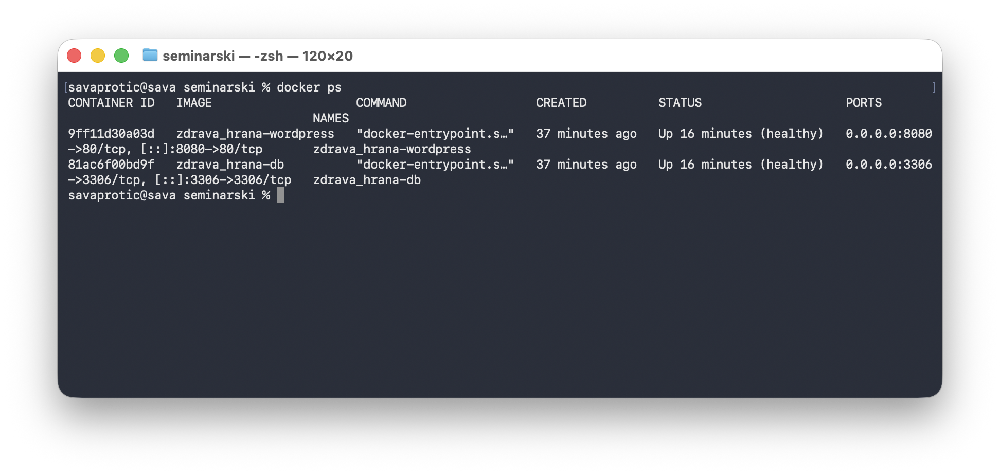 seminarski — -zsh — 120×20
[savaprotic@sava seminarski % docker ps ]
CONTAINER ID   IMAGE                    COMMAND                  CREATED          STATUS                    PORTS
                                  NAMES
9ff11d30a03d   zdrava_hrana-wordpress   "docker-entrypoint.s…"   37 minutes ago   Up 16 minutes (healthy)   0.0.0.0:8080
->80/tcp, [::]:8080->80/tcp       zdrava_hrana-wordpress
81ac6f00bd9f   zdrava_hrana-db          "docker-entrypoint.s…"   37 minutes ago   Up 16 minutes (healthy)   0.0.0.0:3306
->3306/tcp, [::]:3306->3306/tcp   zdrava_hrana-db
savaprotic@sava seminarski %